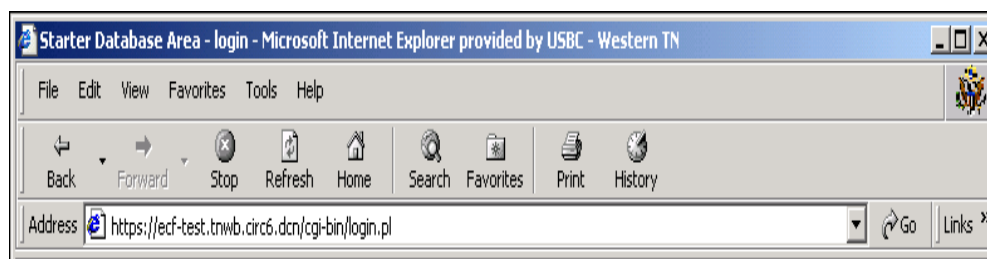 Starter Database Area - login - Microsoft Internet Explorer provided by USBC - Western TN
File Edit View Favorites Tools Help
Back Forward Stop Refresh Home Search Favorites Print History
Address https://ecf-test.tnwb.circ6.dcn/cgi-bin/login.pl Go Links »